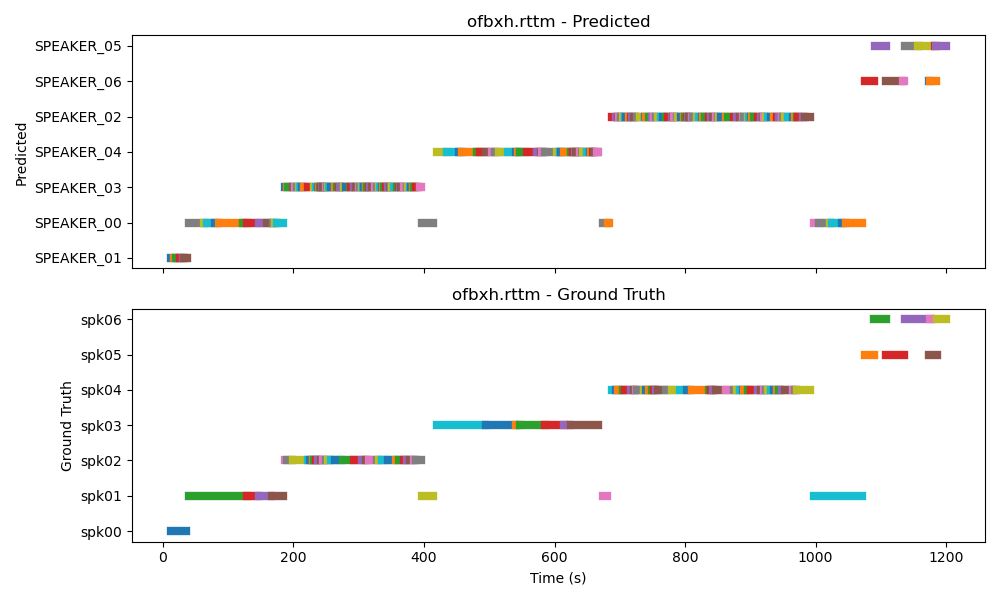 ofbxh.rttm - Predicted
Predicted
SPEAKER_05
SPEAKER_06
SPEAKER_02
SPEAKER_04
SPEAKER_03
SPEAKER_00
SPEAKER_01
ofbxh.rttm - Ground Truth
Ground Truth
spk06
spk05
spk04
spk03
spk02
spk01
spk00
0 200 400 600 800 1000 1200
Time (s)